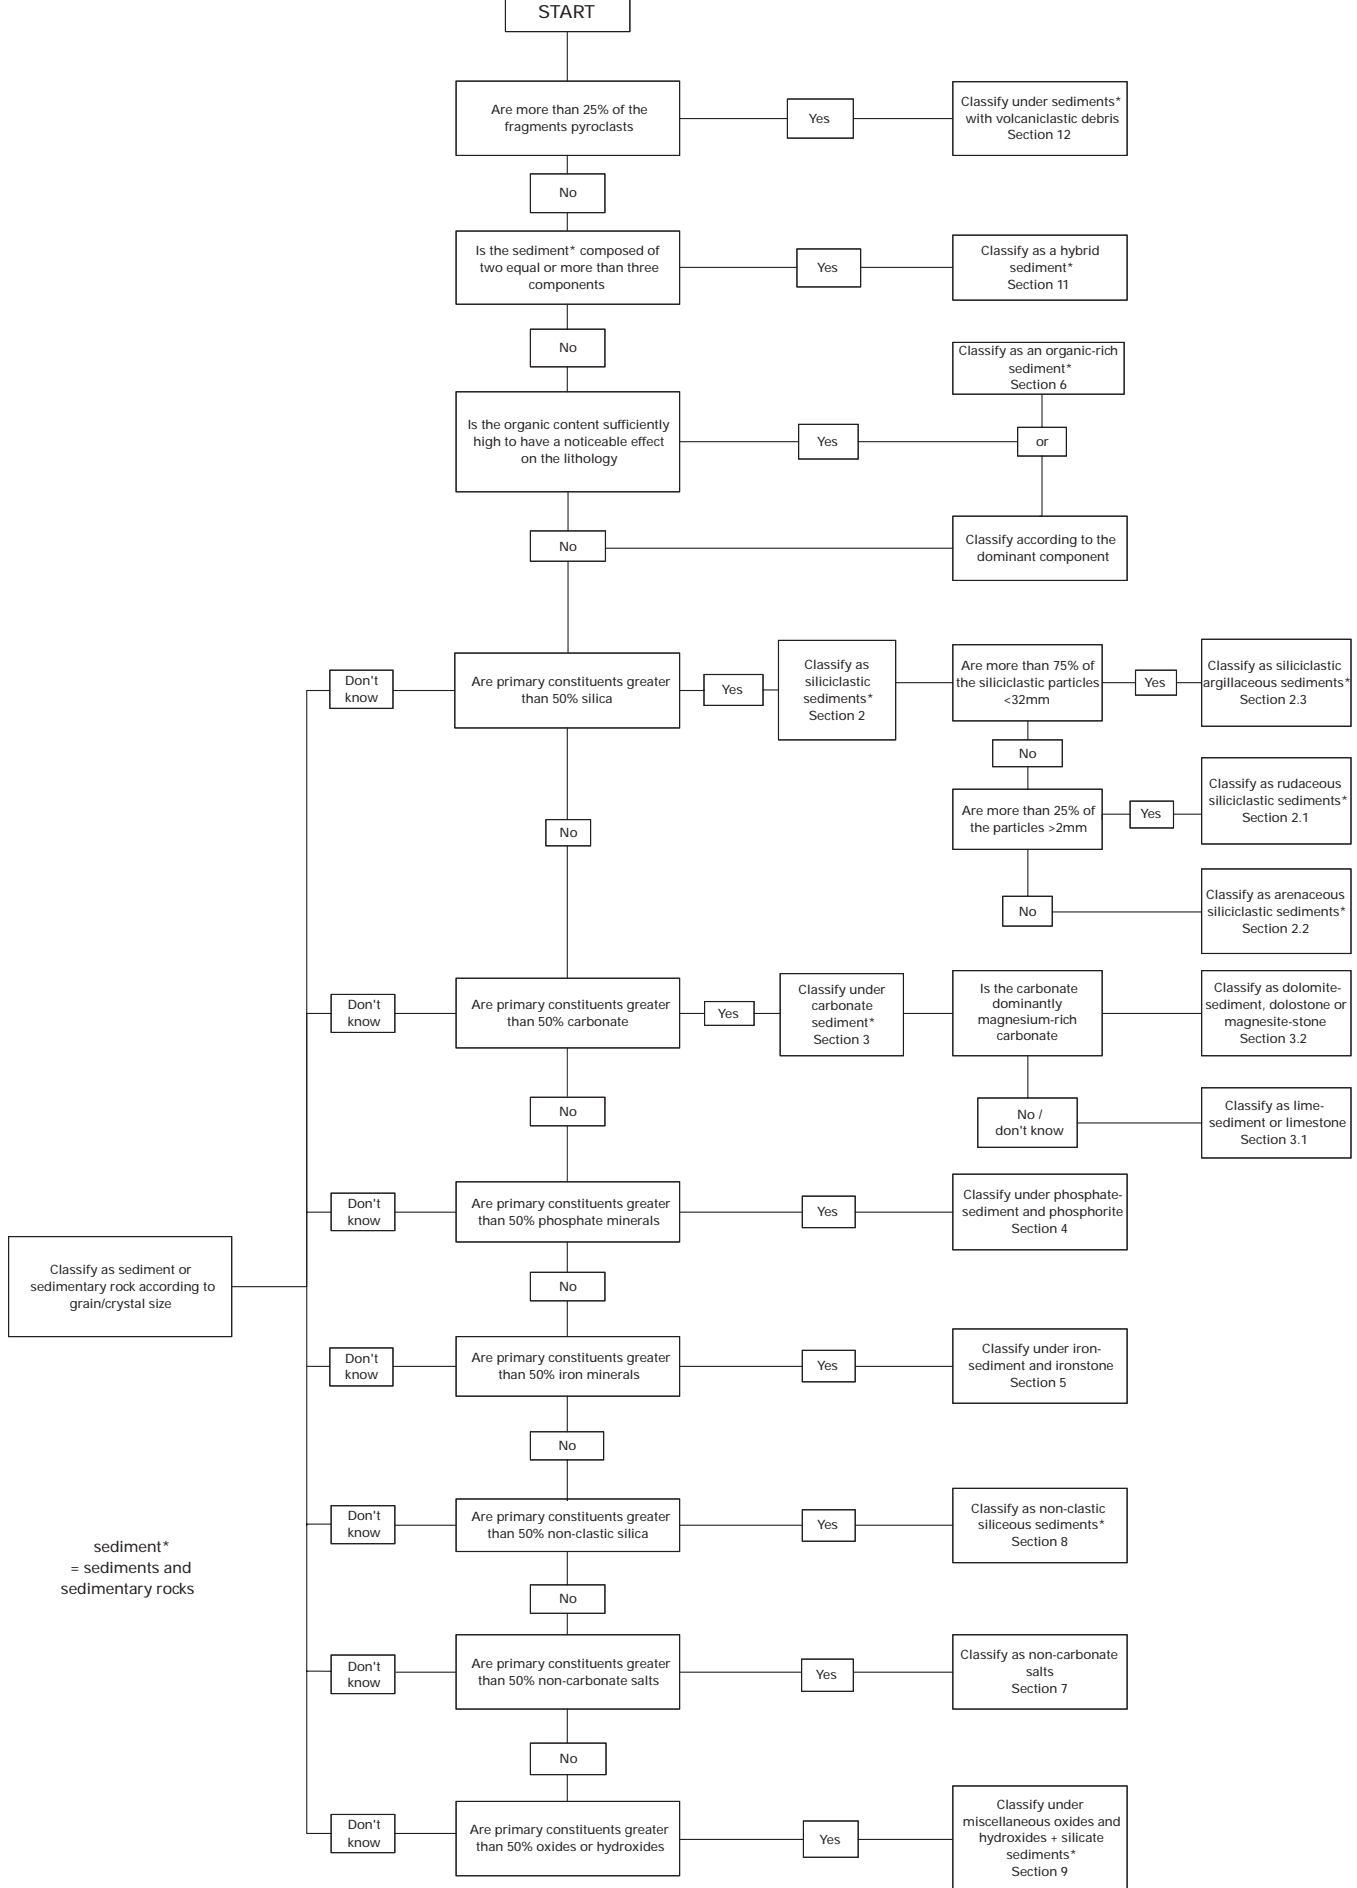 START
Are more than 25% of the
fragments pyroclasts
Yes
Classify under sediments*
with volcaniclastic debris
Section 12
No
Is the sediment* composed of
two equal or more than three
components
Yes
Classify as a hybrid
sediment*
Section 11
No
Classify as an organic-rich
sediment*
Section 6
Is the organic content sufficiently
high to have a noticeable effect
on the lithology
Yes
or
No
Classify according to the
dominant component
Don't
know
Are primary constituents greater
than 50% silica
Yes
Classify as
siliciclastic
sediments*
Section 2
Are more than 75% of
the siliciclastic particles
<32mm
Yes
Classify as siliciclastic
argillaceous sediments*
Section 2.3
No
Are more than 25% of
the particles >2mm
Yes
Classify as rudaceous
siliciclastic sediments*
Section 2.1
No
No
Classify as arenaceous
siliciclastic sediments*
Section 2.2
Don't
know
Are primary constituents greater
than 50% carbonate
Yes
Classify under
carbonate
sediment*
Section 3
Is the carbonate
dominantly
magnesium-rich
carbonate
Classify as dolomite-
sediment, dolostone or
magnesite-stone
Section 3.2
No
No /
don't know
Classify as lime-
sediment or limestone
Section 3.1
Don't
know
Are primary constituents greater
than 50% phosphate minerals
Yes
Classify under phosphate-
sediment and phosphorite
Section 4
Classify as sediment or
sedimentary rock according to
grain/crystal size
No
Don't
know
Are primary constituents greater
than 50% iron minerals
Yes
Classify under iron-
sediment and ironstone
Section 5
No
Don't
know
Are primary constituents greater
than 50% non-clastic silica
Yes
Classify as non-clastic
siliceous sediments*
Section 8
sediment*
= sediments and
sedimentary rocks
No
Don't
know
Are primary constituents greater
than 50% non-carbonate salts
Yes
Classify as non-carbonate
salts
Section 7
No
Don't
know
Are primary constituents greater
than 50% oxides or hydroxides
Yes
Classify under
miscellaneous oxides and
hydroxides + silicate
sediments*
Section 9